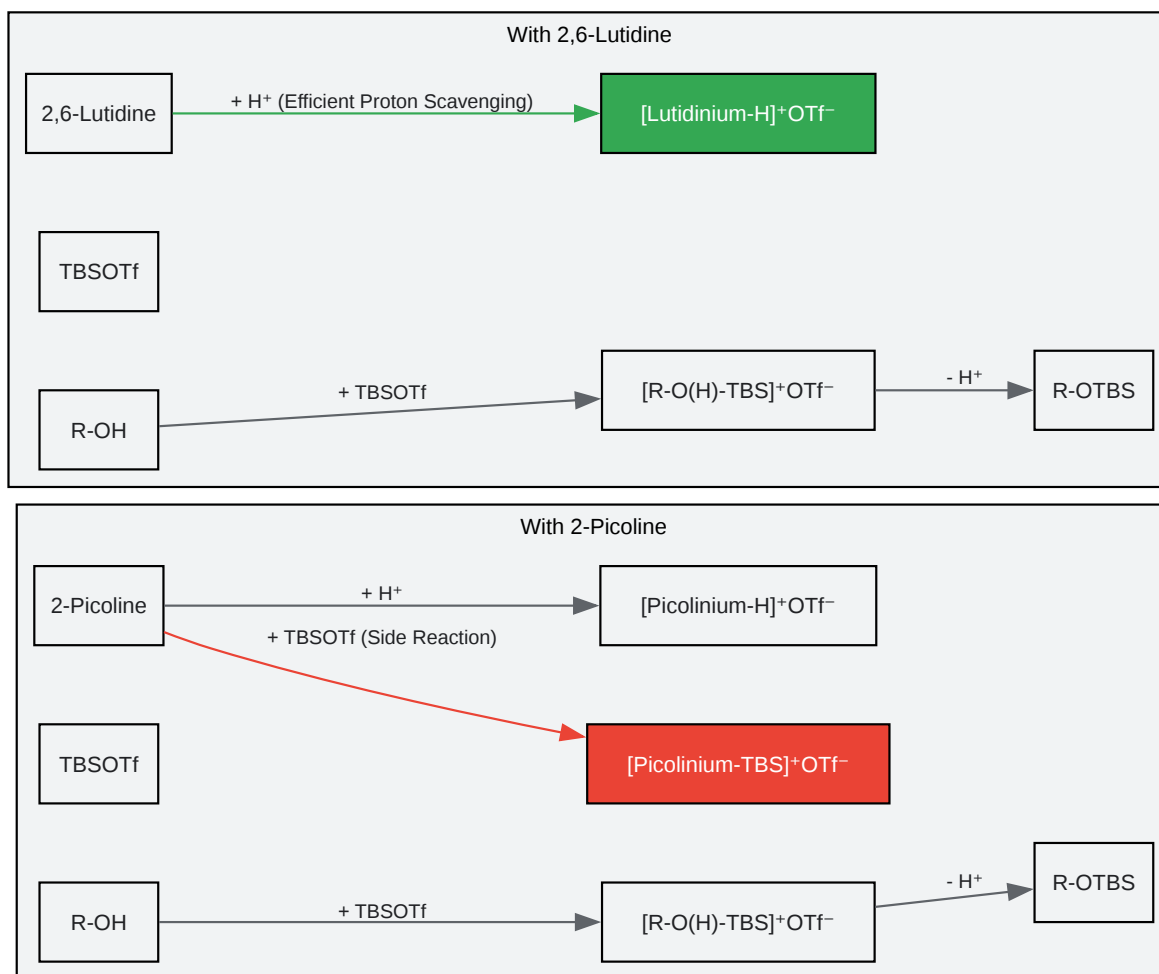 With 2,6-Lutidine
2,6-Lutidine
+ H⁺ (Efficient Proton Scavenging)
[Lutidinium-H]⁺OTf⁻
TBSOTf
R-OH
+ TBSOTf
[R-O(H)-TBS]⁺OTf⁻
- H⁺
R-OTBS
With 2-Picoline
2-Picoline
+ H⁺
[Picolinium-H]⁺OTf⁻
+ TBSOTf (Side Reaction)
TBSOTf
[Picolinium-TBS]⁺OTf⁻
R-OH
+ TBSOTf
[R-O(H)-TBS]⁺OTf⁻
- H⁺
R-OTBS